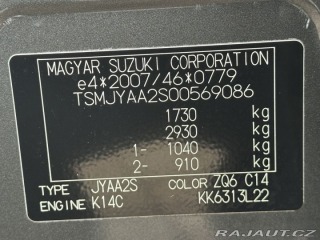 MAGYAR SUZUKI CORPORATION
e4*2007/46*0779
TSMJYAA2S00569086
1730 kg
2930 kg
1- 1040 kg
2- 910 kg
TYPE JYAA2S COLOR ZQ6 C14
ENGINE K14C KK6313L22
RAJAUT.CZ